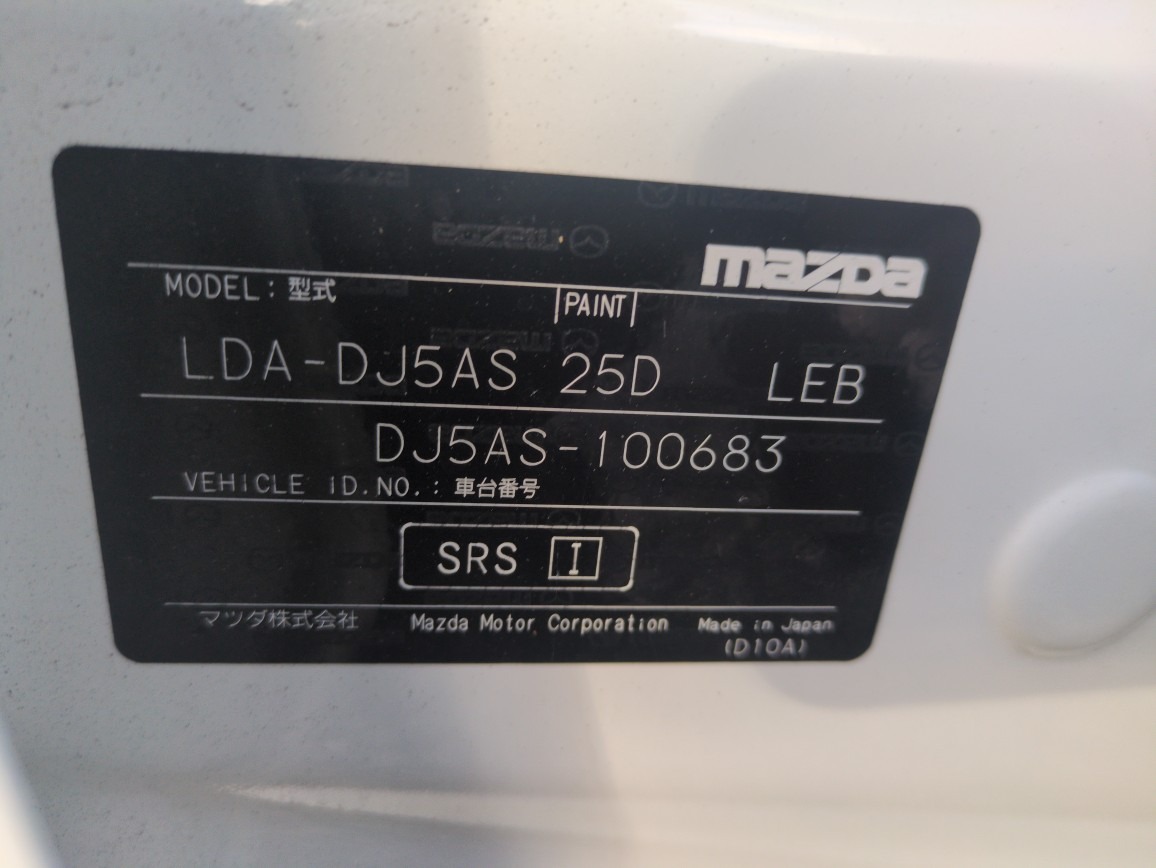 mazda
MODEL : 型式
PAINT
LDA-DJ5AS 25D LEB
DJ5AS-100683
VEHICLE ID.NO. : 車台番号
SRS I
マツダ株式会社 Mazda Motor Corporation Made in Japan
(D10A)